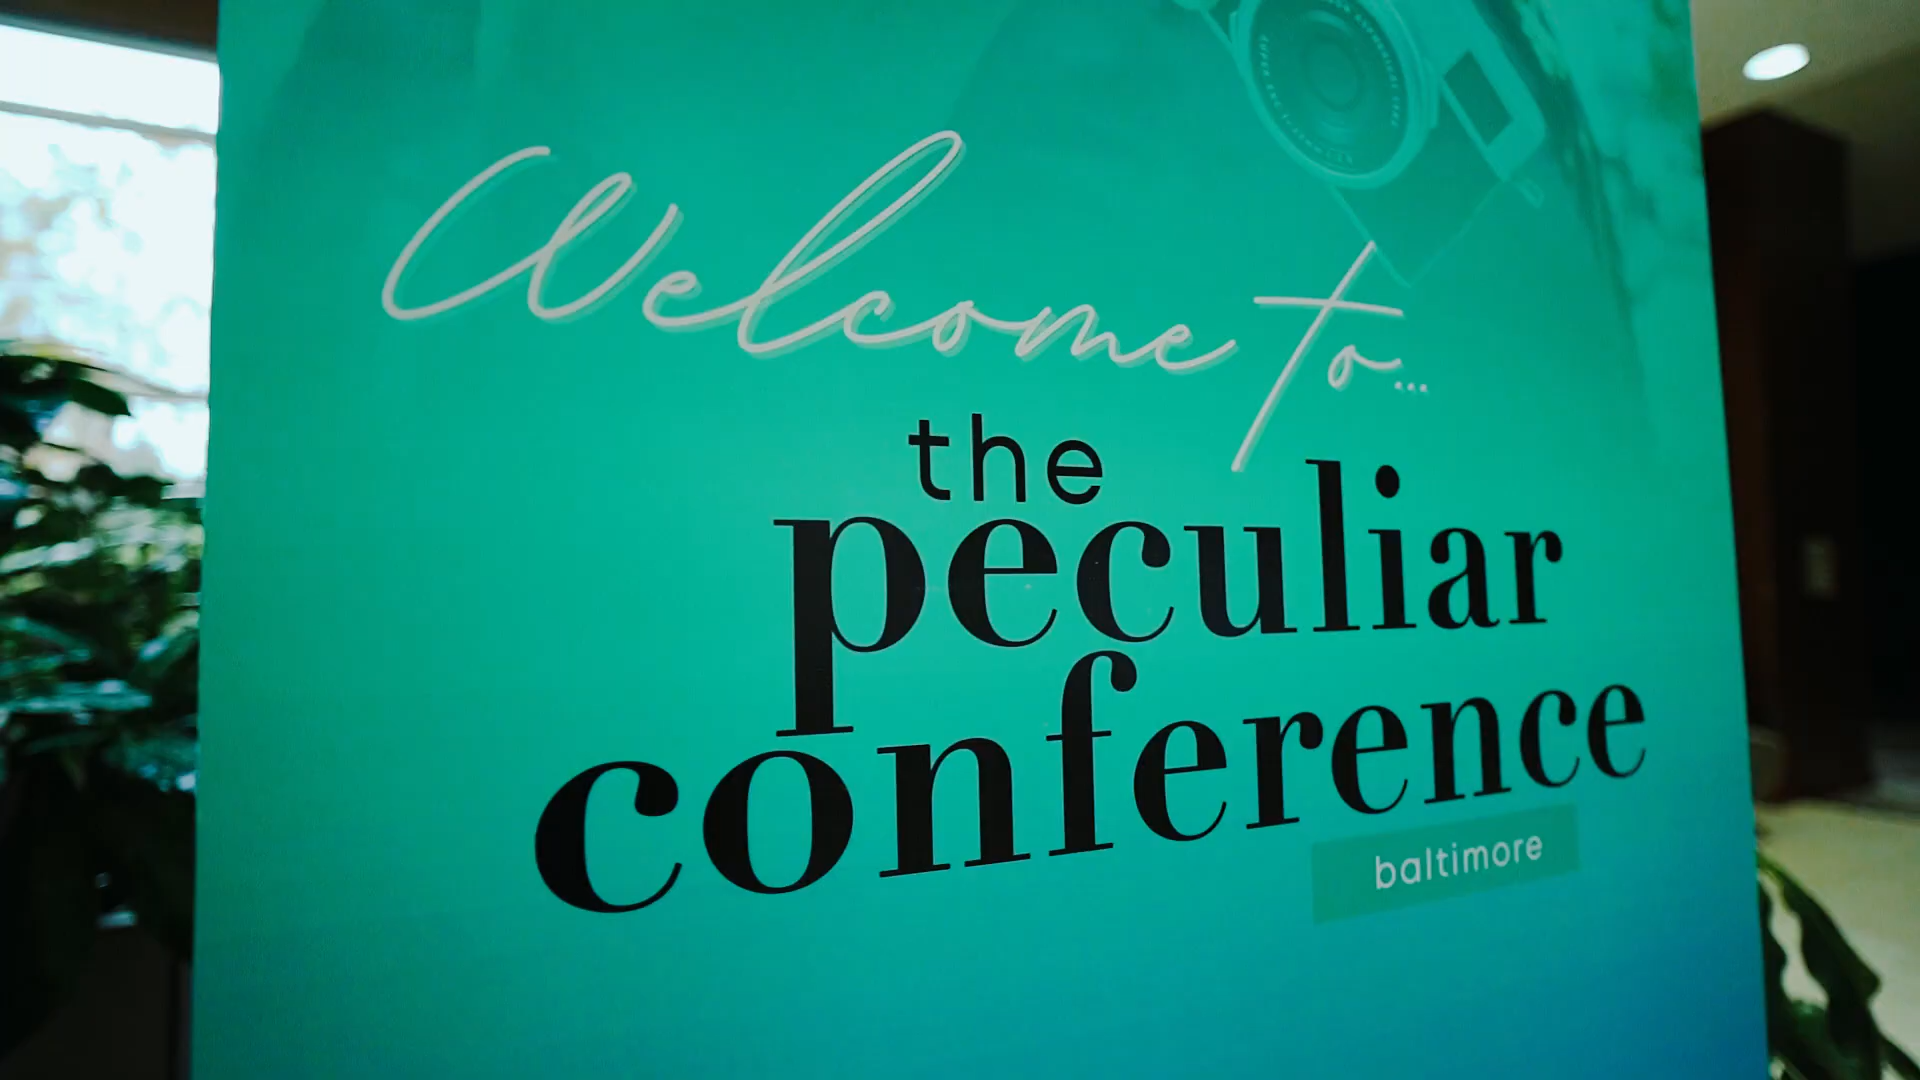 Welcome to...
the
peculiar
conference
baltimore